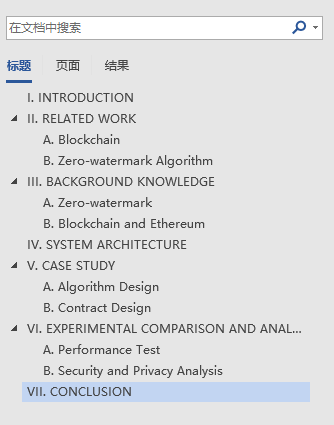 在文档中搜索
标题 页面 结果
I. INTRODUCTION
II. RELATED WORK
A. Blockchain
B. Zero-watermark Algorithm
III. BACKGROUND KNOWLEDGE
A. Zero-watermark
B. Blockchain and Ethereum
IV. SYSTEM ARCHITECTURE
V. CASE STUDY
A. Algorithm Design
B. Contract Design
VI. EXPERIMENTAL COMPARISON AND ANAL...
A. Performance Test
B. Security and Privacy Analysis
VII. CONCLUSION